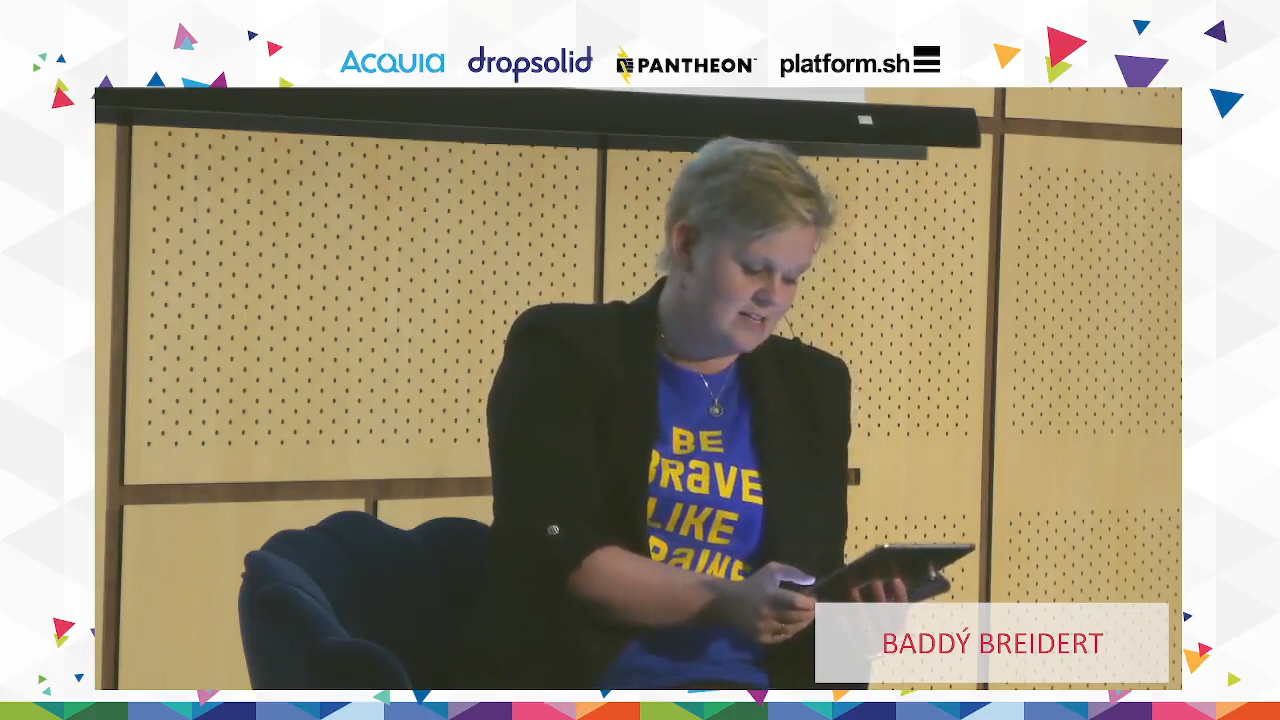 ACQUIA dropsolid PANTHEON platform.sh
BE
BRAVE
LIKE
BADDÝ BREIDERT